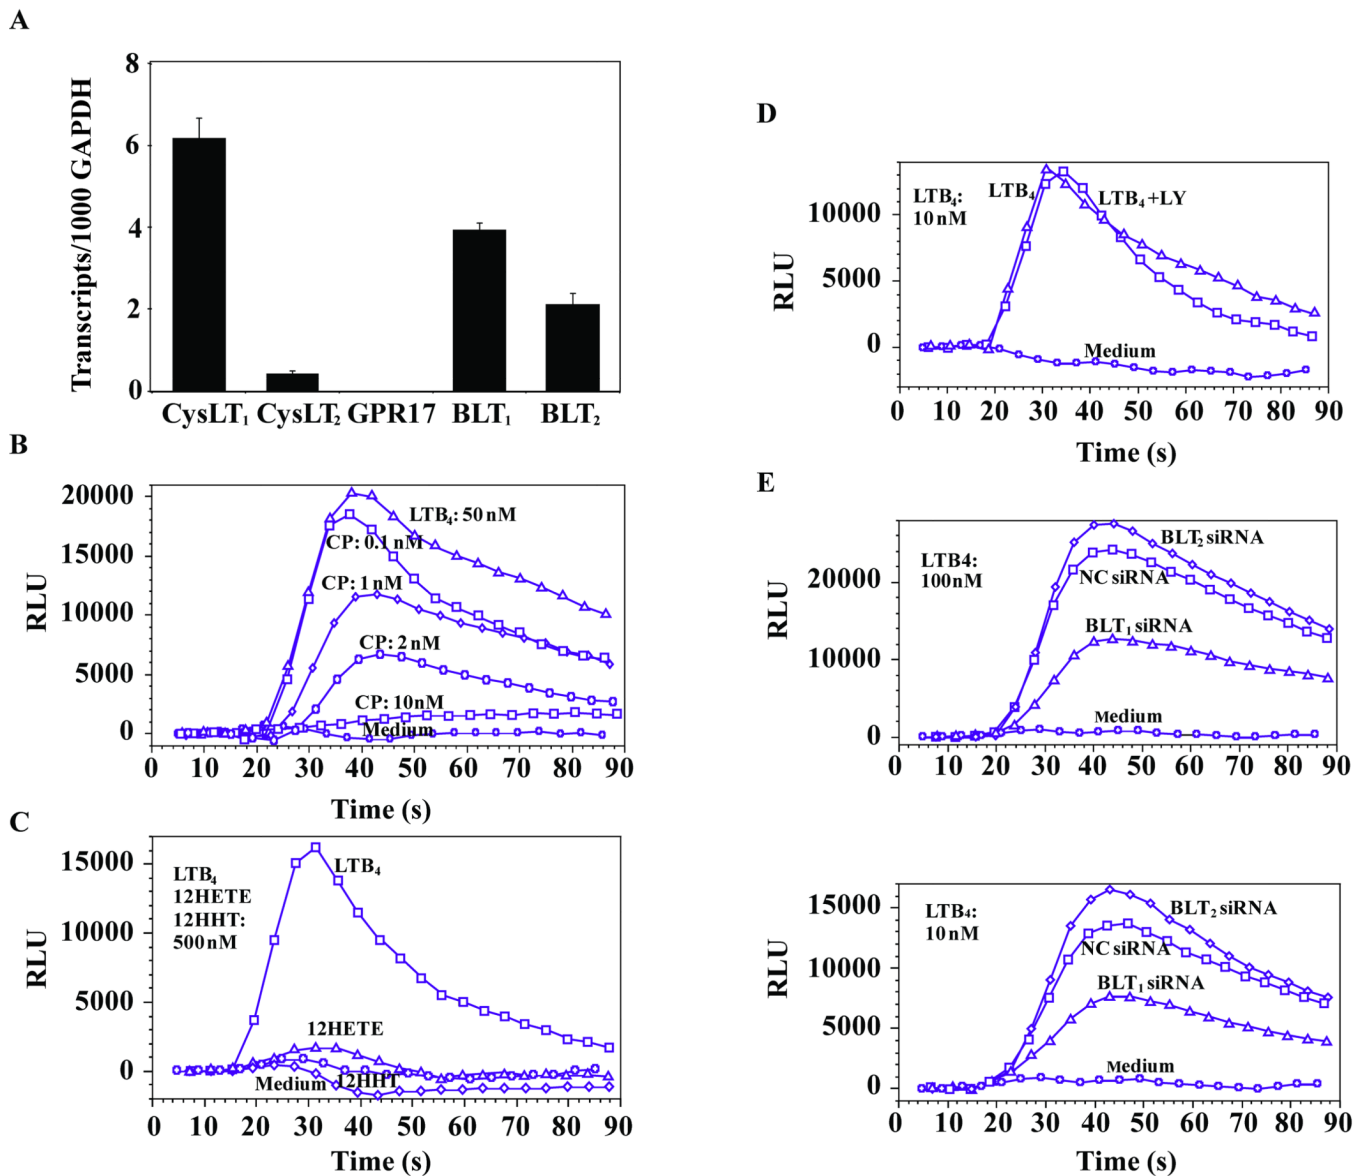 A
Transcripts/1000 GAPDH
8
6
4
2
0
CysLT₁ CysLT₂ GPR17 BLT₁ BLT₂
B
RLU
20000
15000
10000
5000
0
LTB₄: 50 nM
CP: 0.1 nM
CP: 1 nM
CP: 2 nM
CP: 10nM
Medium
0 10 20 30 40 50 60 70 80 90
Time (s)
C
RLU
15000
10000
5000
0
LTB₄
12HETE
12HHT:
500 nM
LTB₄
12HETE
Medium
12HHT
0 10 20 30 40 50 60 70 80 90
Time (s)
D
RLU
10000
5000
0
LTB₄:
10 nM
LTB₄
LTB₄ +LY
Medium
0 10 20 30 40 50 60 70 80 90
Time (s)
E
RLU
20000
10000
0
LTB4:
100nM
BLT₂ siRNA
NC siRNA
BLT₁ siRNA
Medium
0 10 20 30 40 50 60 70 80 90
RLU
15000
10000
5000
0
LTB₄:
10 nM
BLT₂ siRNA
NC siRNA
BLT₁ siRNA
Medium
0 10 20 30 40 50 60 70 80 90
Time (s)